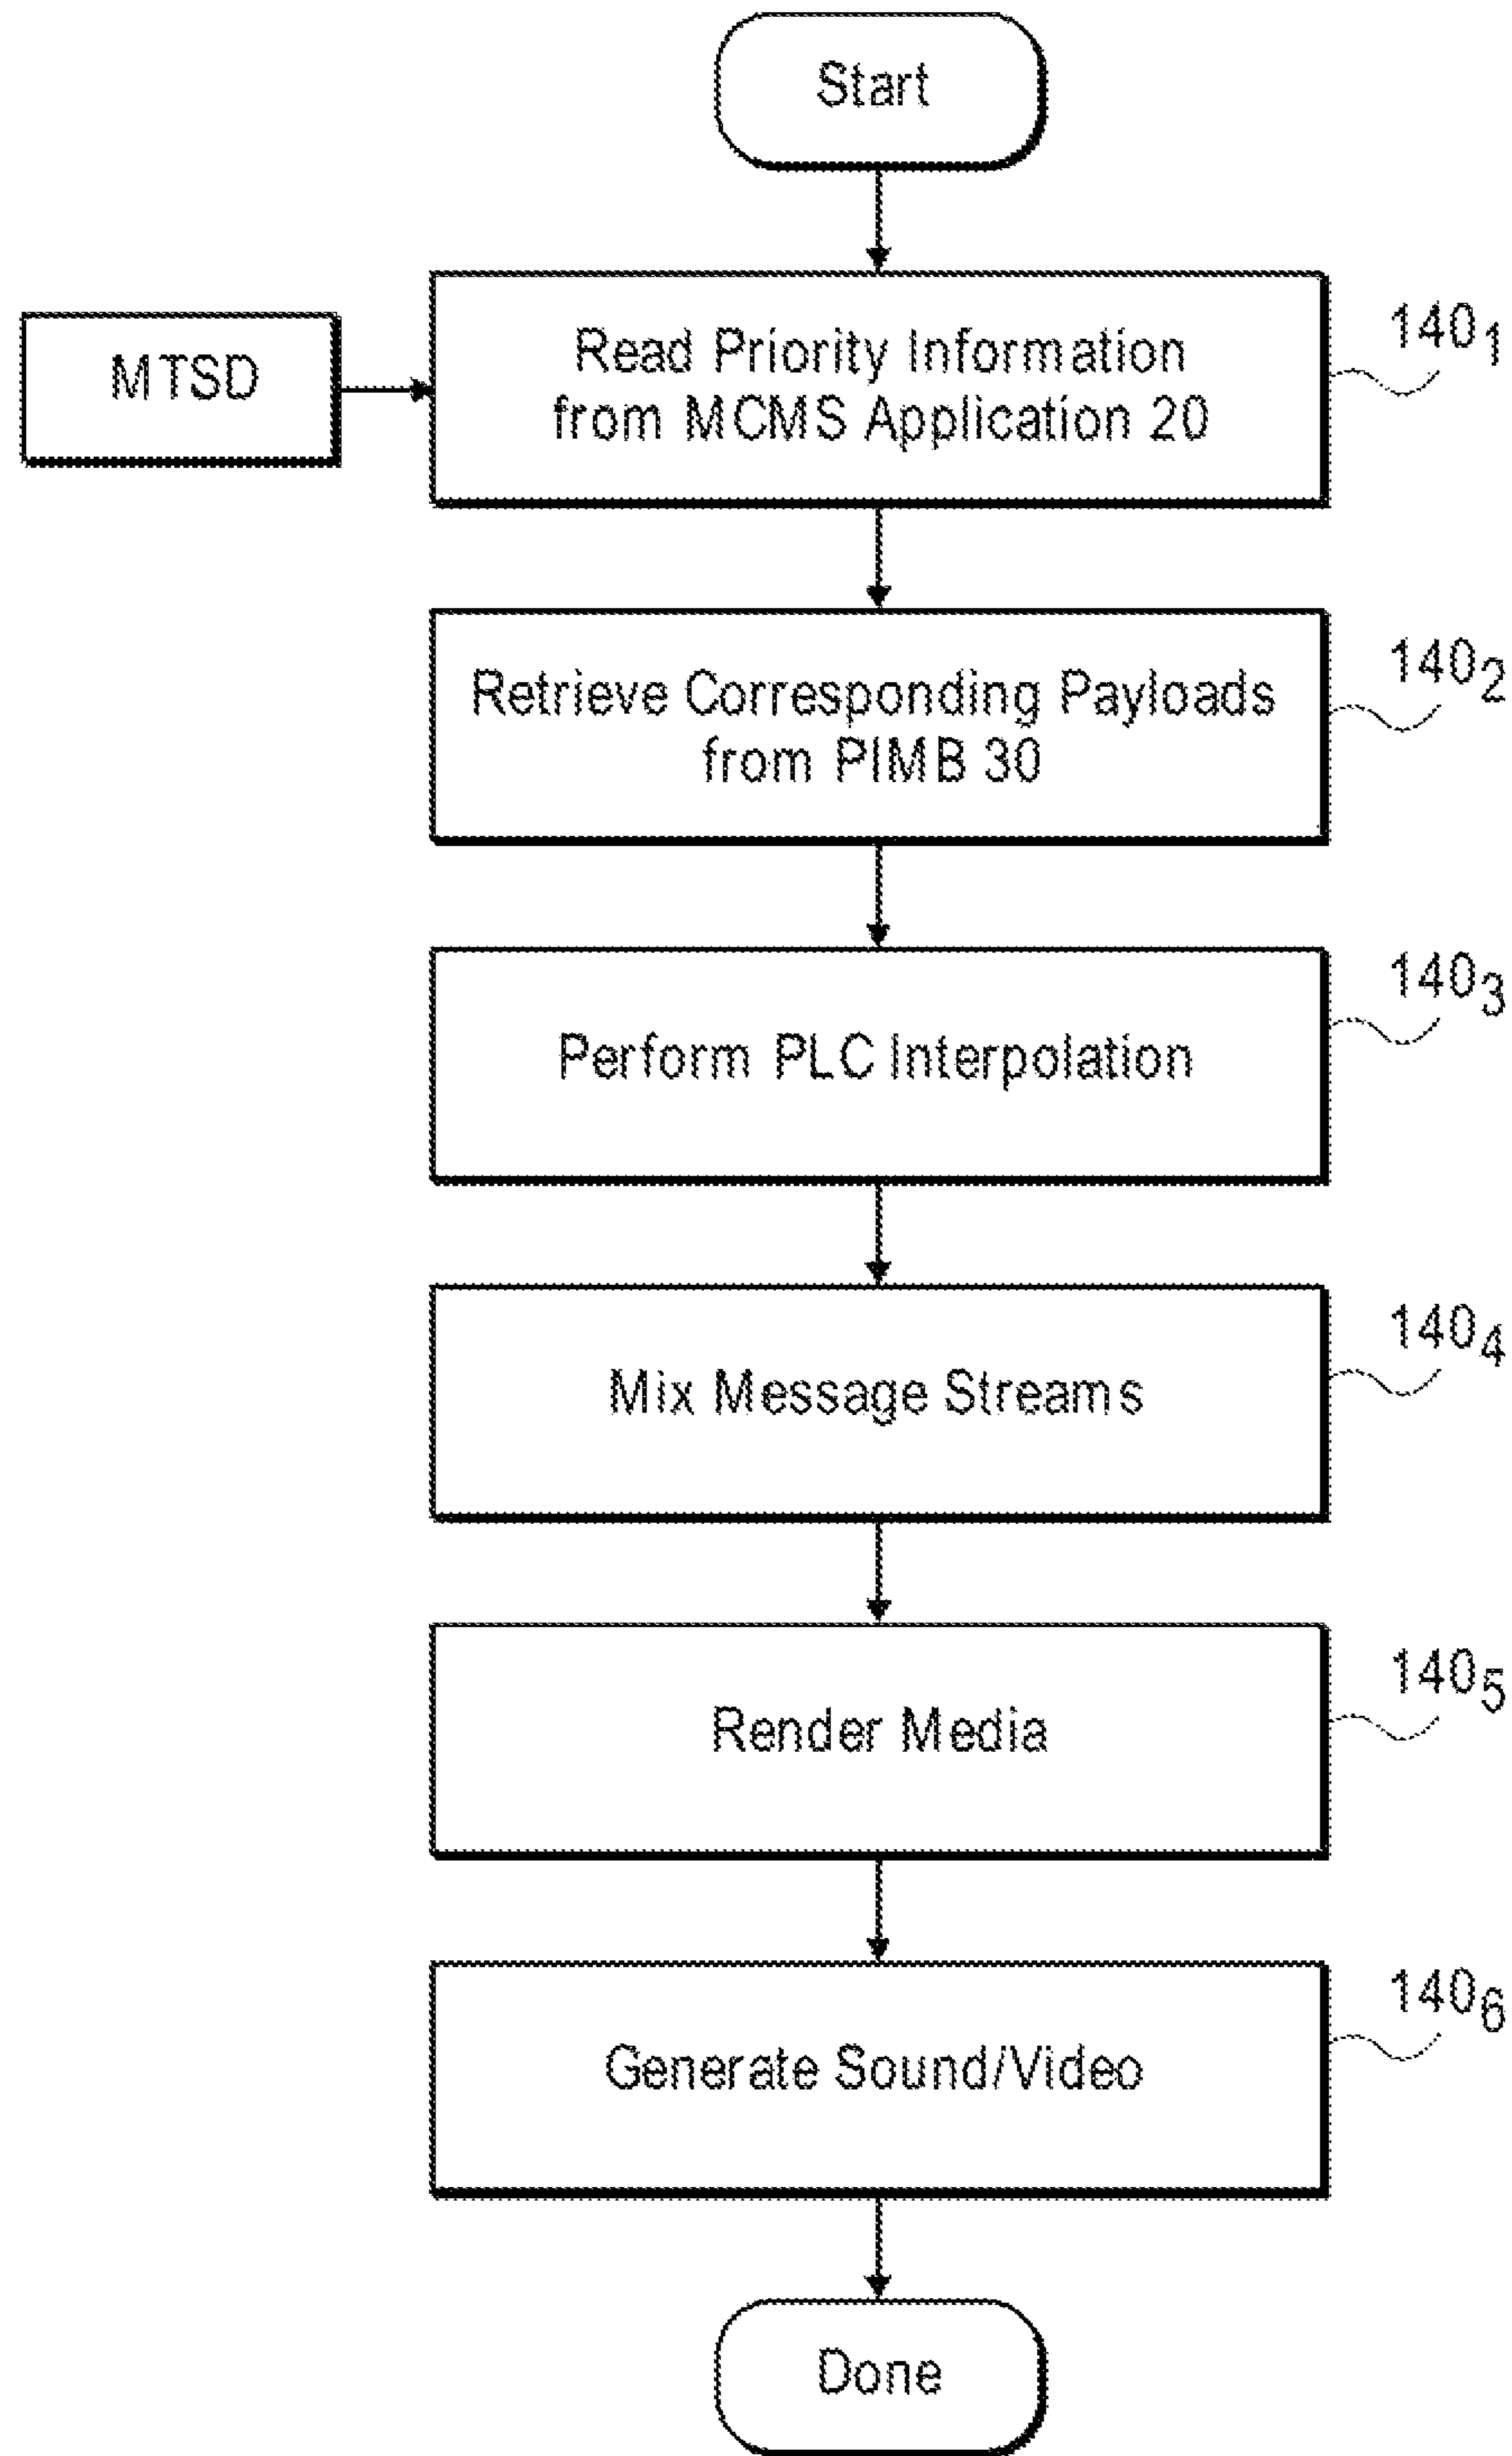 Start
MTSD
Read Priority Information
from MCMS Application 20
140₁
Retrieve Corresponding Payloads
from PIMB 30
140₂
Perform PLC Interpolation
140₃
Mix Message Streams
140₄
Render Media
140₅
Generate Sound/Video
140₆
Done